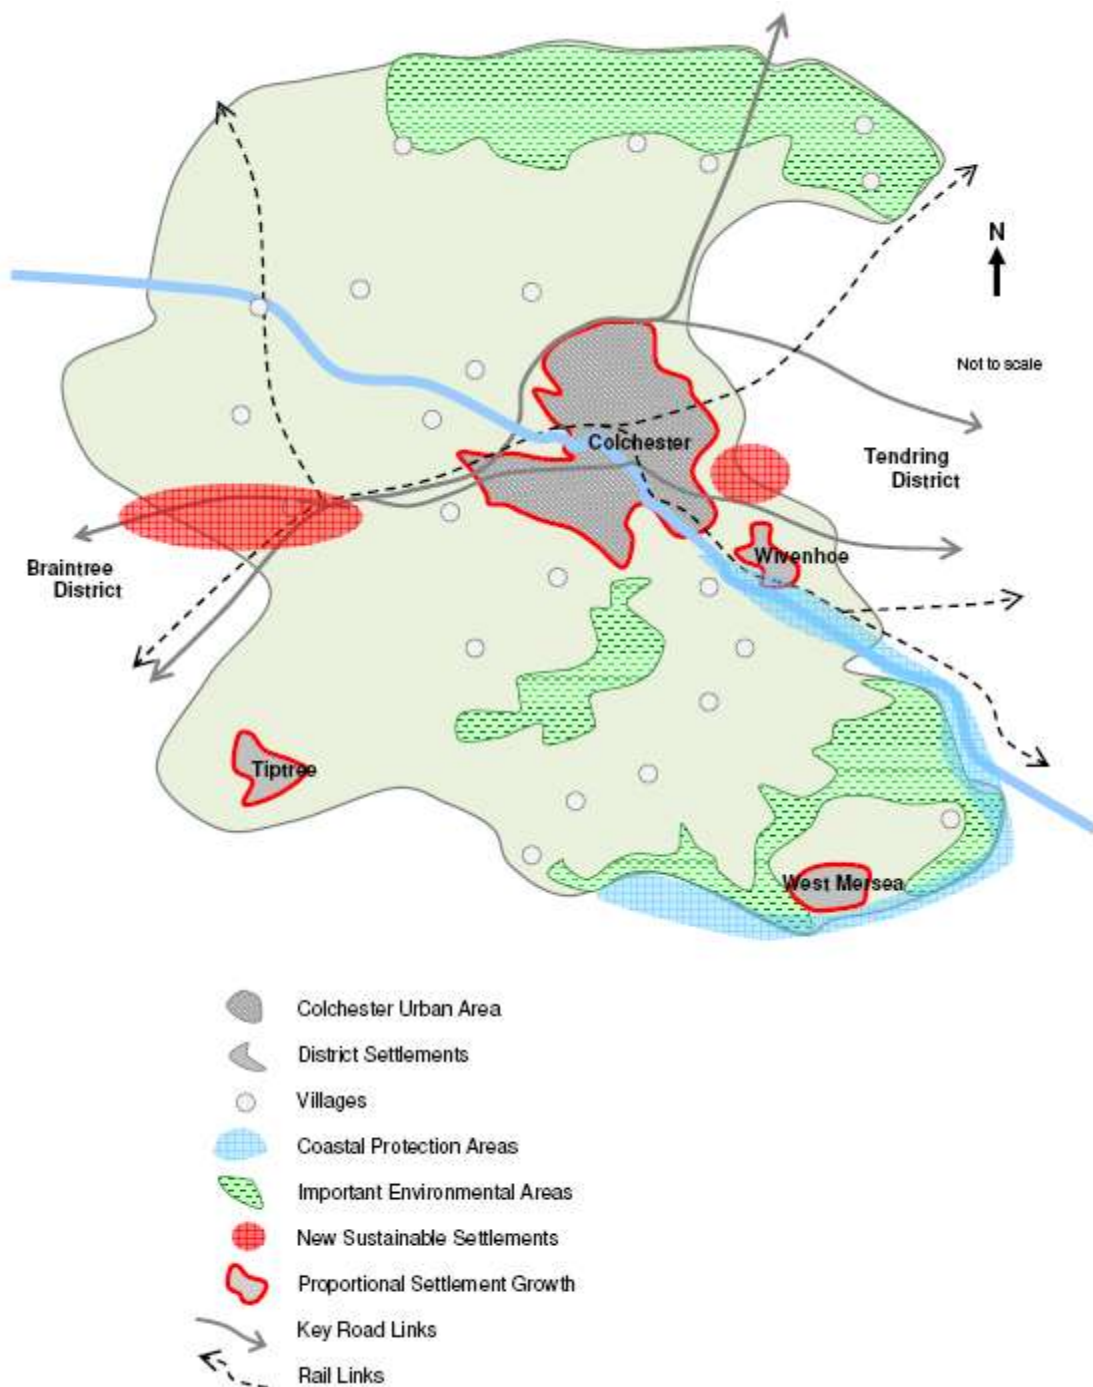 N
Not to scale
Colchester
Tendring
District
Wivenhoe
Braintree
District
Tiptree
West Mersea
Colchester Urban Area
District Settlements
Villages
Coastal Protection Areas
Important Environmental Areas
New Sustainable Settlements
Proportional Settlement Growth
Key Road Links
Rail Links